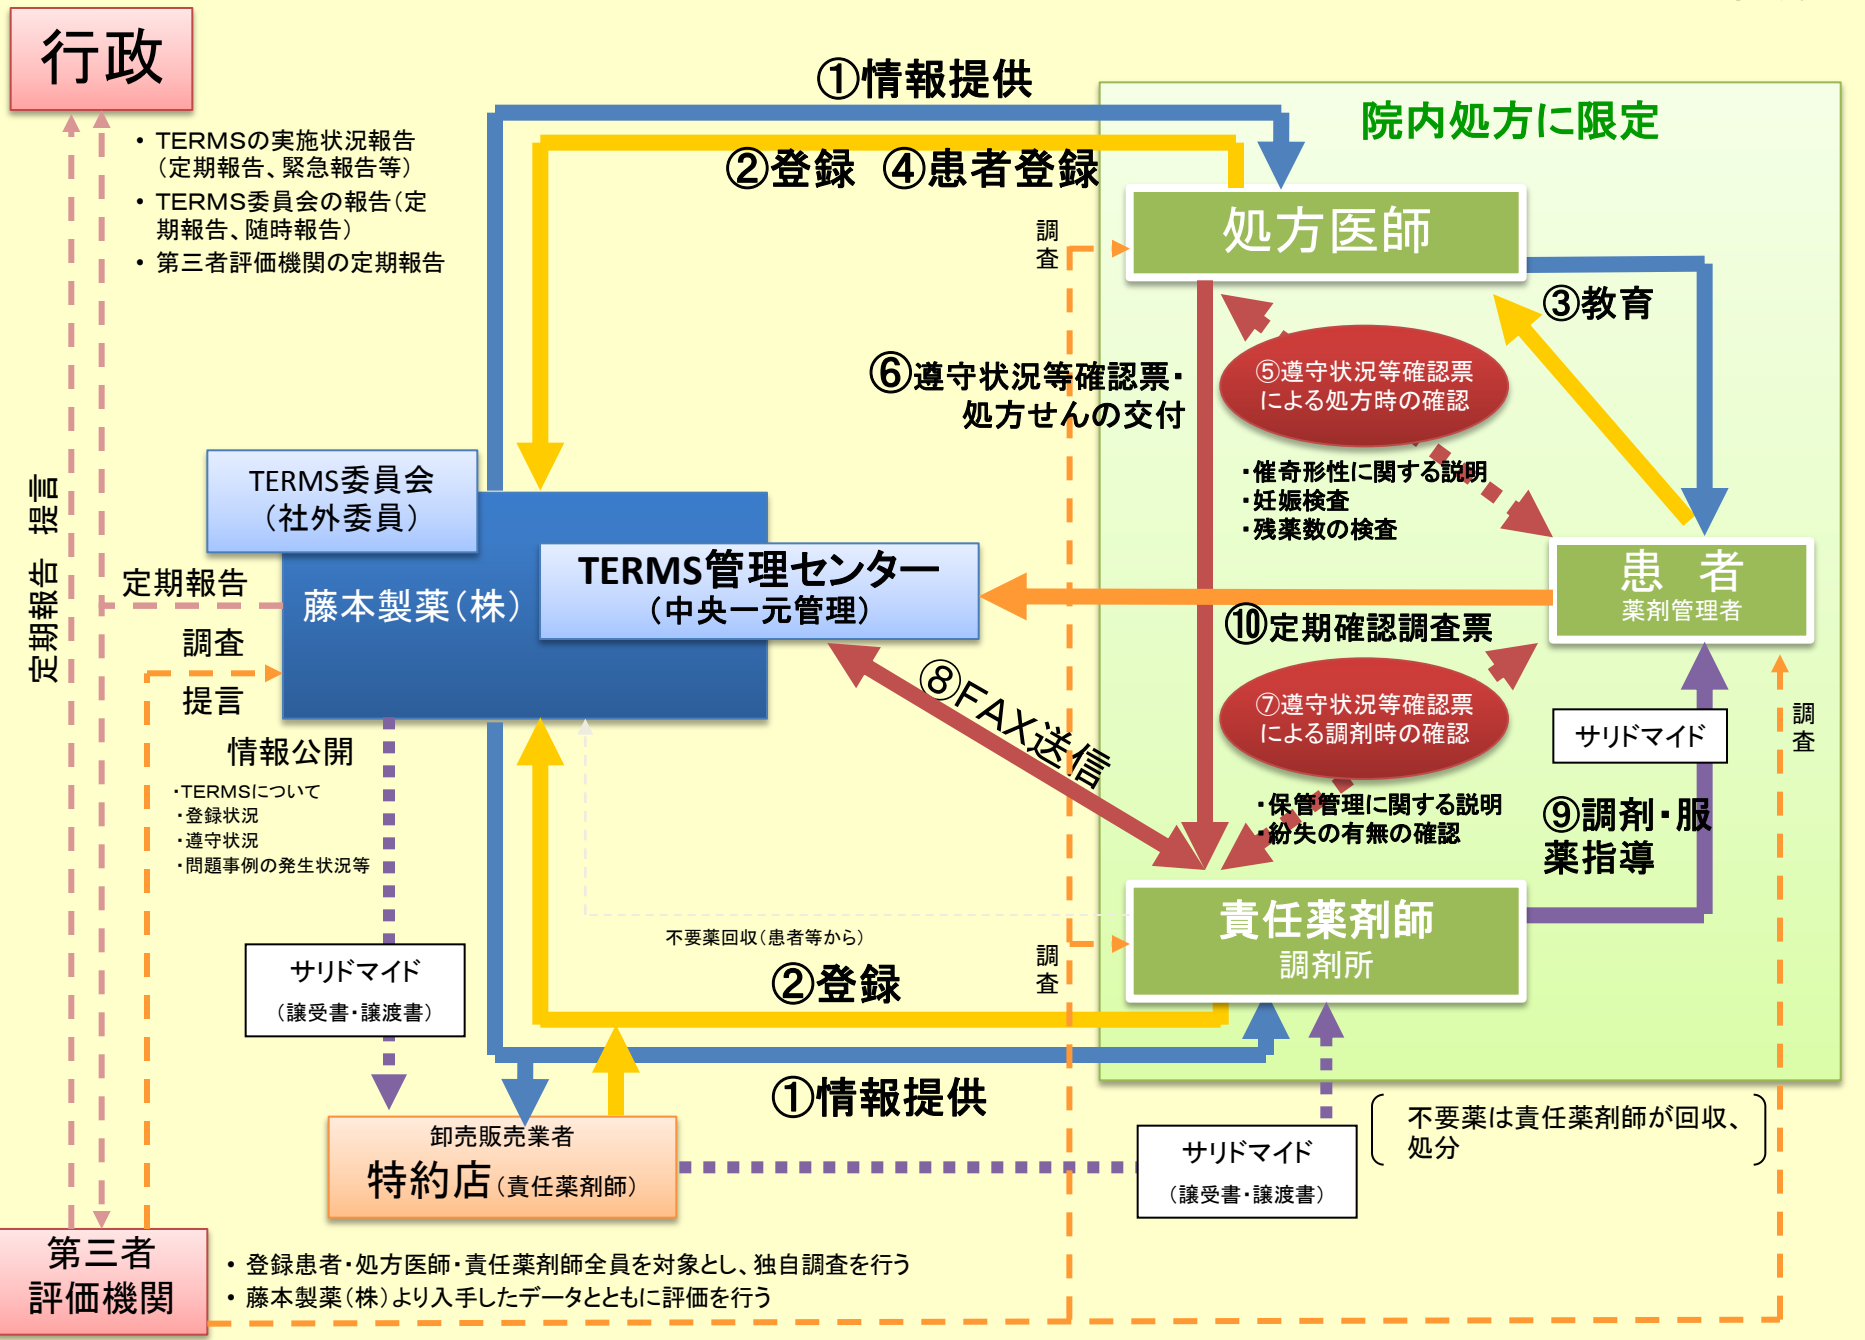 行政
・TERMSの実施状況報告
（定期報告、緊急報告等）
・TERMS委員会の報告（定
期報告、随時報告）
・第三者評価機関の定期報告
①情報提供
②登録 ④患者登録
院内処方に限定
処方医師
調査
③教育
⑥遵守状況等確認票・
処方せんの交付
⑤遵守状況等確認票
による処方時の確認
・催奇形性に関する説明
・妊娠検査
・残薬数の検査
TERMS委員会
（社外委員）
藤本製薬（株）
TERMS管理センター
（中央一元管理）
患 者
薬剤管理者
⑩定期確認調査票
定期報告 提言
定期報告
調査
提言
⑧FAX送信
⑦遵守状況等確認票
による調剤時の確認
・保管管理に関する説明
・紛失の有無の確認
サリドマイド
調査
⑨調剤・服
薬指導
情報公開
・TERMSについて
・登録状況
・遵守状況
・問題事例の発生状況等
責任薬剤師
調剤所
調査
不要薬回収（患者等から）
②登録
サリドマイド
（譲受書・譲渡書）
①情報提供
卸売販売業者
特約店（責任薬剤師）
サリドマイド
（譲受書・譲渡書）
不要薬は責任薬剤師が回収、
処分
第三者
評価機関
・登録患者・処方医師・責任薬剤師全員を対象とし、独自調査を行う
・藤本製薬（株）より入手したデータとともに評価を行う